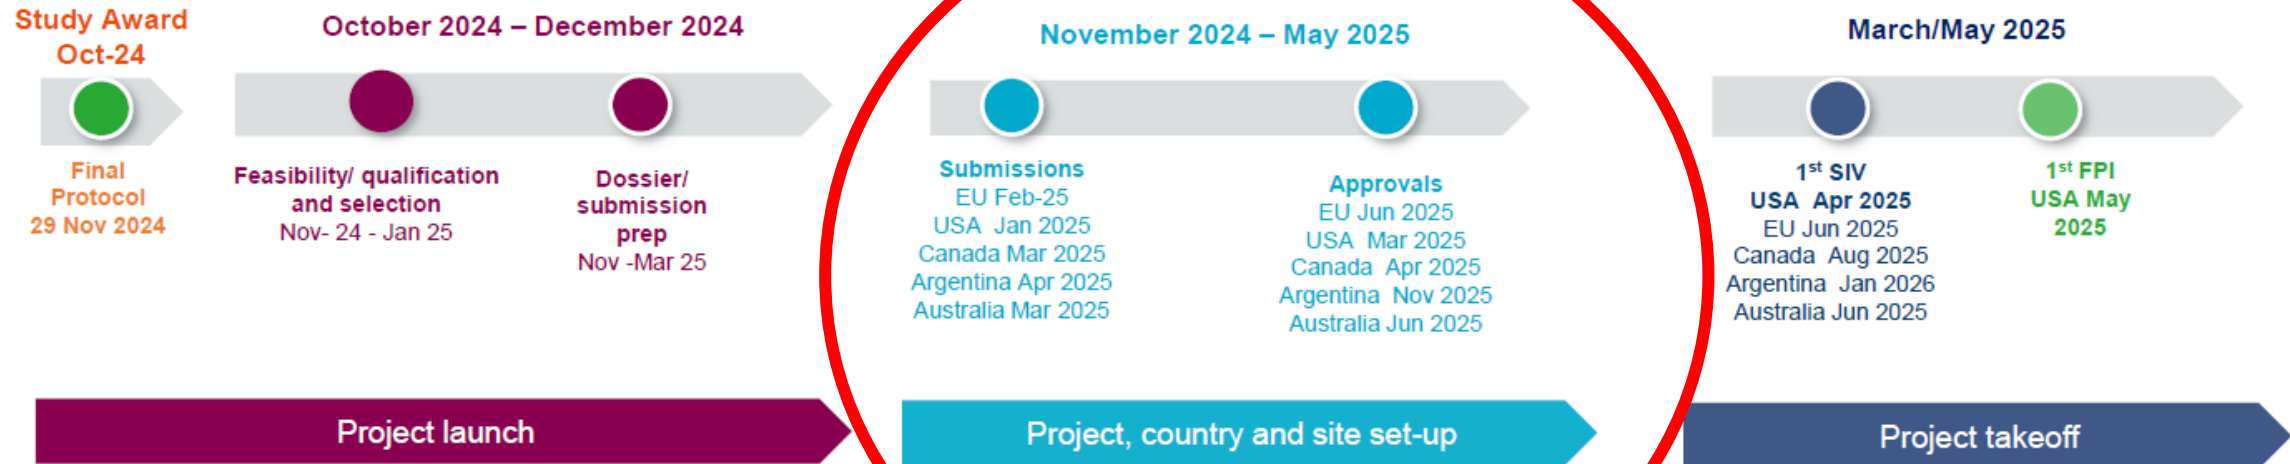 Study Award
Oct-24
Final
Protocol
29 Nov 2024
October 2024 – December 2024
Feasibility/ qualification
and selection
Nov- 24 - Jan 25
Dossier/
submission
prep
Nov -Mar 25
November 2024 – May 2025
Submissions
EU Feb-25
USA Jan 2025
Canada Mar 2025
Argentina Apr 2025
Australia Mar 2025
Approvals
EU Jun 2025
USA Mar 2025
Canada Apr 2025
Argentina Nov 2025
Australia Jun 2025
March/May 2025
1st SIV
USA Apr 2025
EU Jun 2025
Canada Aug 2025
Argentina Jan 2026
Australia Jun 2025
1st FPI
USA May
2025
Project launch
Project, country and site set-up
Project takeoff